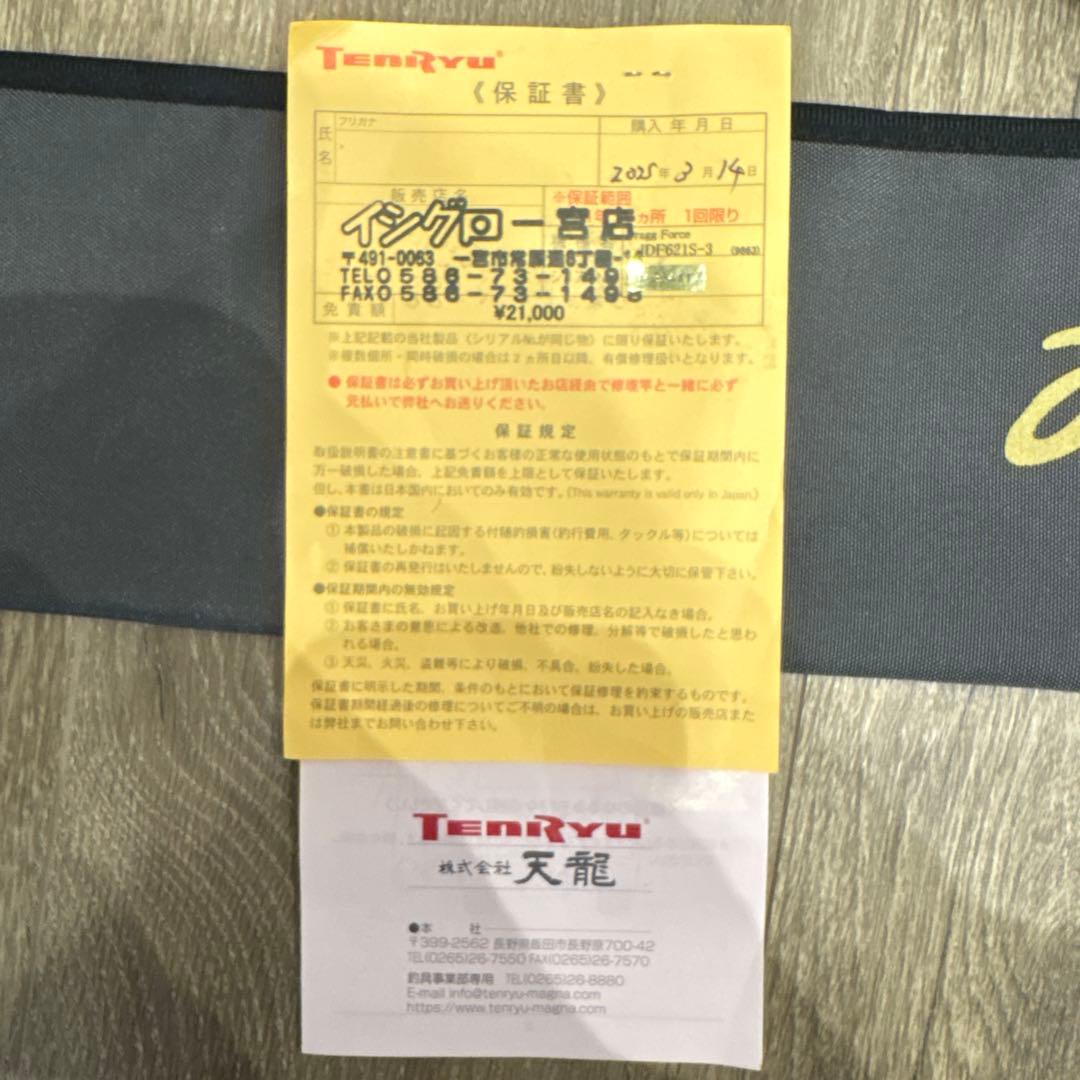 TENRYU
《保証書》
フリガナ
氏名
購入年月日
2025年3月14日
販売店名
※保証範囲
所 1回限り
イシグロ 一宮店
Force
DF621S-3
〒491-0063 一宮市常
TEL0586-73-149
FAX0586-73-1498
免責額
¥21,000
※上記記載の当社製品(シリアル№が同じ物)に限り保証いたします。
※複数個所・同時破損の場合は2ヵ所目以降、有償修理扱いとなります。
●保証書は必ずお買い上げ頂いたお店経由で修理竿と一緒に必ず
元払いで弊社へお送りください。
保証規定
取扱説明書の注意書に基づくお客様の正常な使用状態のもとで保証期間内に
万一破損した場合、上記免責額を上限として保証いたします。
但し、本書は日本国内においてのみ有効です。(This warranty is valid only in Japan.)
●保証書の規定
①本製品の破損に起因する付随的損害(釣行費用、タックル等)については
補償いたしかねます。
②保証書の再発行はいたしませんので、紛失しないように大切に保管下さい。
●保証期間内の無効規定
①保証書に氏名、お買い上げ年月日及び販売店名の記入なき場合。
②お客さまの意思による改造、他社での修理、分解等で破損したと思わ
れる場合。
③天災、火災、盗難等により破損、不具合、紛失した場合。
保証書に明示した期間、条件のもとにおいて保証修理を約束するものです。
保証書期間経過後の修理についてご不明の場合は、お買い上げの販売店また
は弊社までお問い合わせ下さい。
TENRYU
株式会社 天龍
●本 社
〒399-2562 長野県飯田市長野原700-42
TEL(0265)26-7550 FAX(0265)26-7570
釣具事業部専用 TEL(0265)26-8880
E-mail info@tenryu-magna.com
https://www.tenryu-magna.com